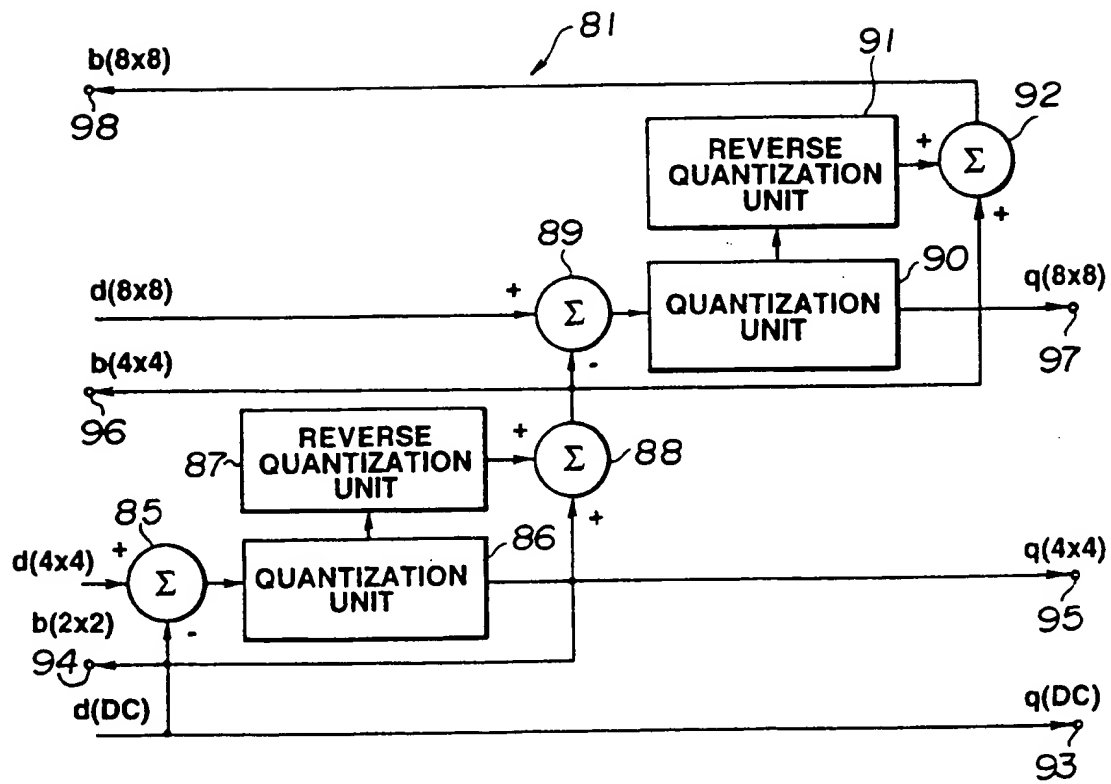 81
91
b(8x8)
98
92
REVERSE
QUANTIZATION
UNIT
+
Σ
+
89
90
d(8x8)
+
Σ
QUANTIZATION
UNIT
q(8x8)
97
b(4x4)
-
96
REVERSE
QUANTIZATION
UNIT
87
+
Σ
88
85
+
86
+
d(4x4)
Σ
QUANTIZATION
UNIT
q(4x4)
95
b(2x2)
-
94
d(DC)
q(DC)
93